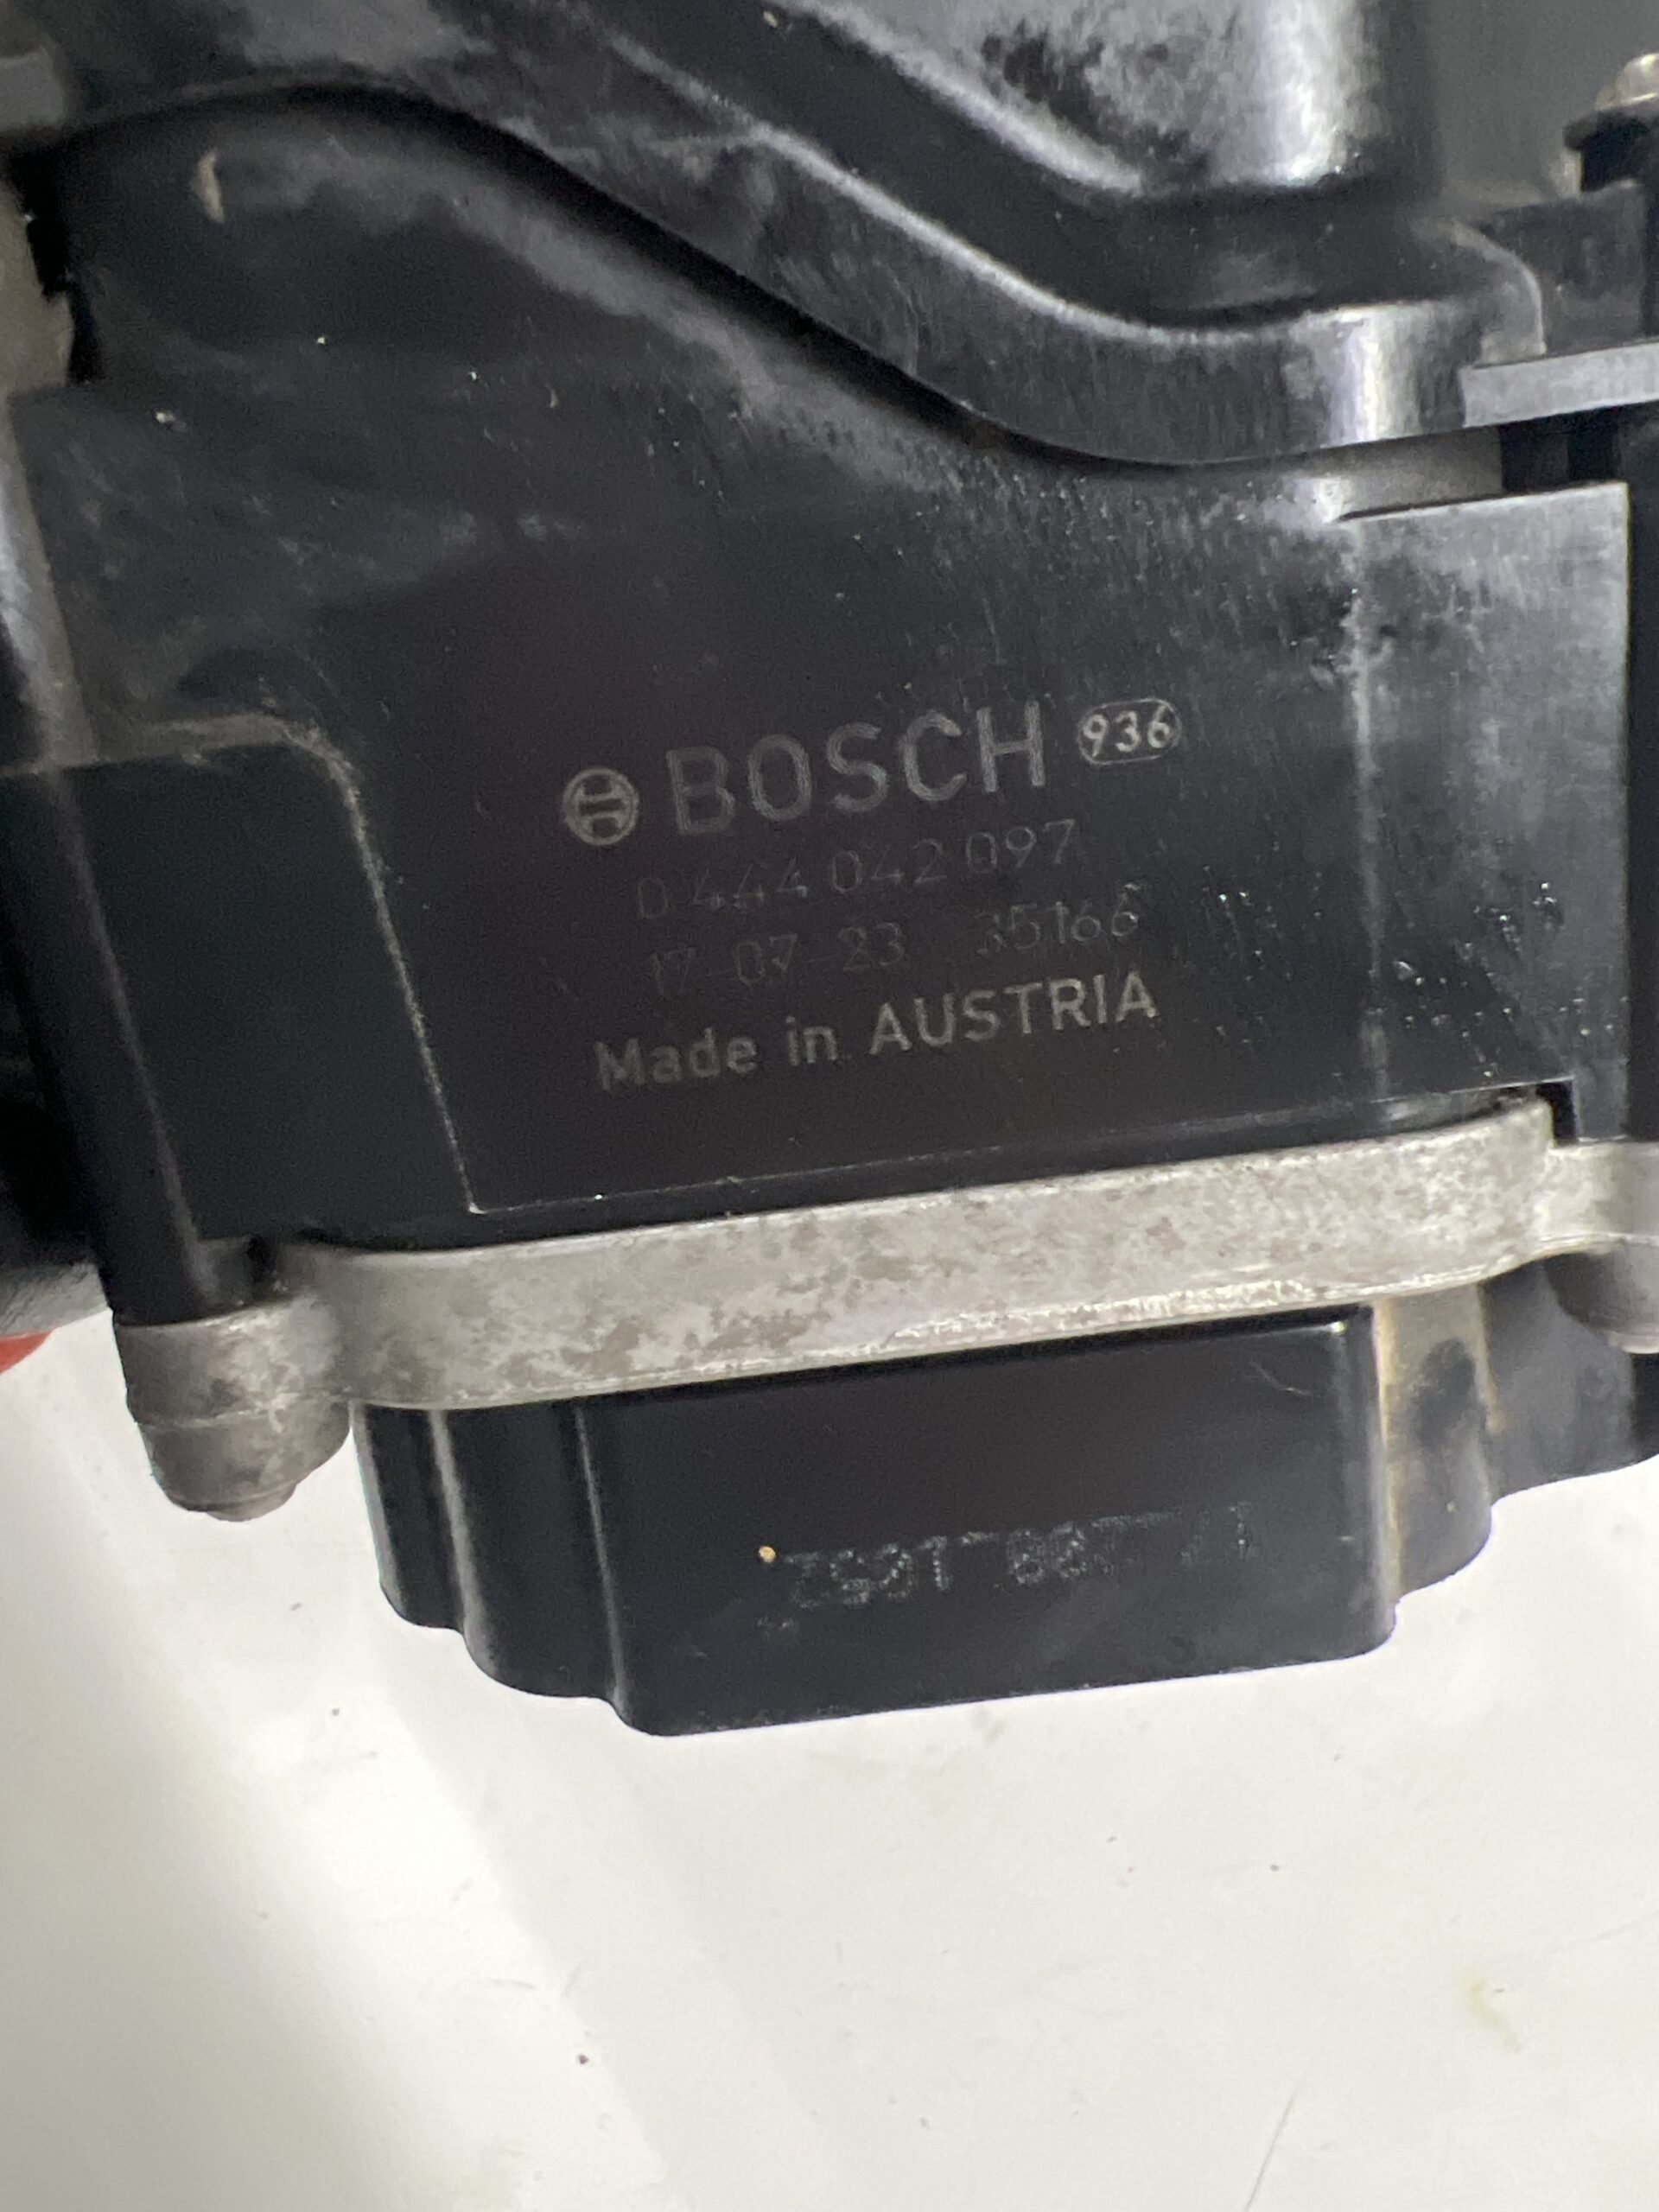 BOSCH 936
0 444 042 097
17-07-23 35166
Made in AUSTRIA